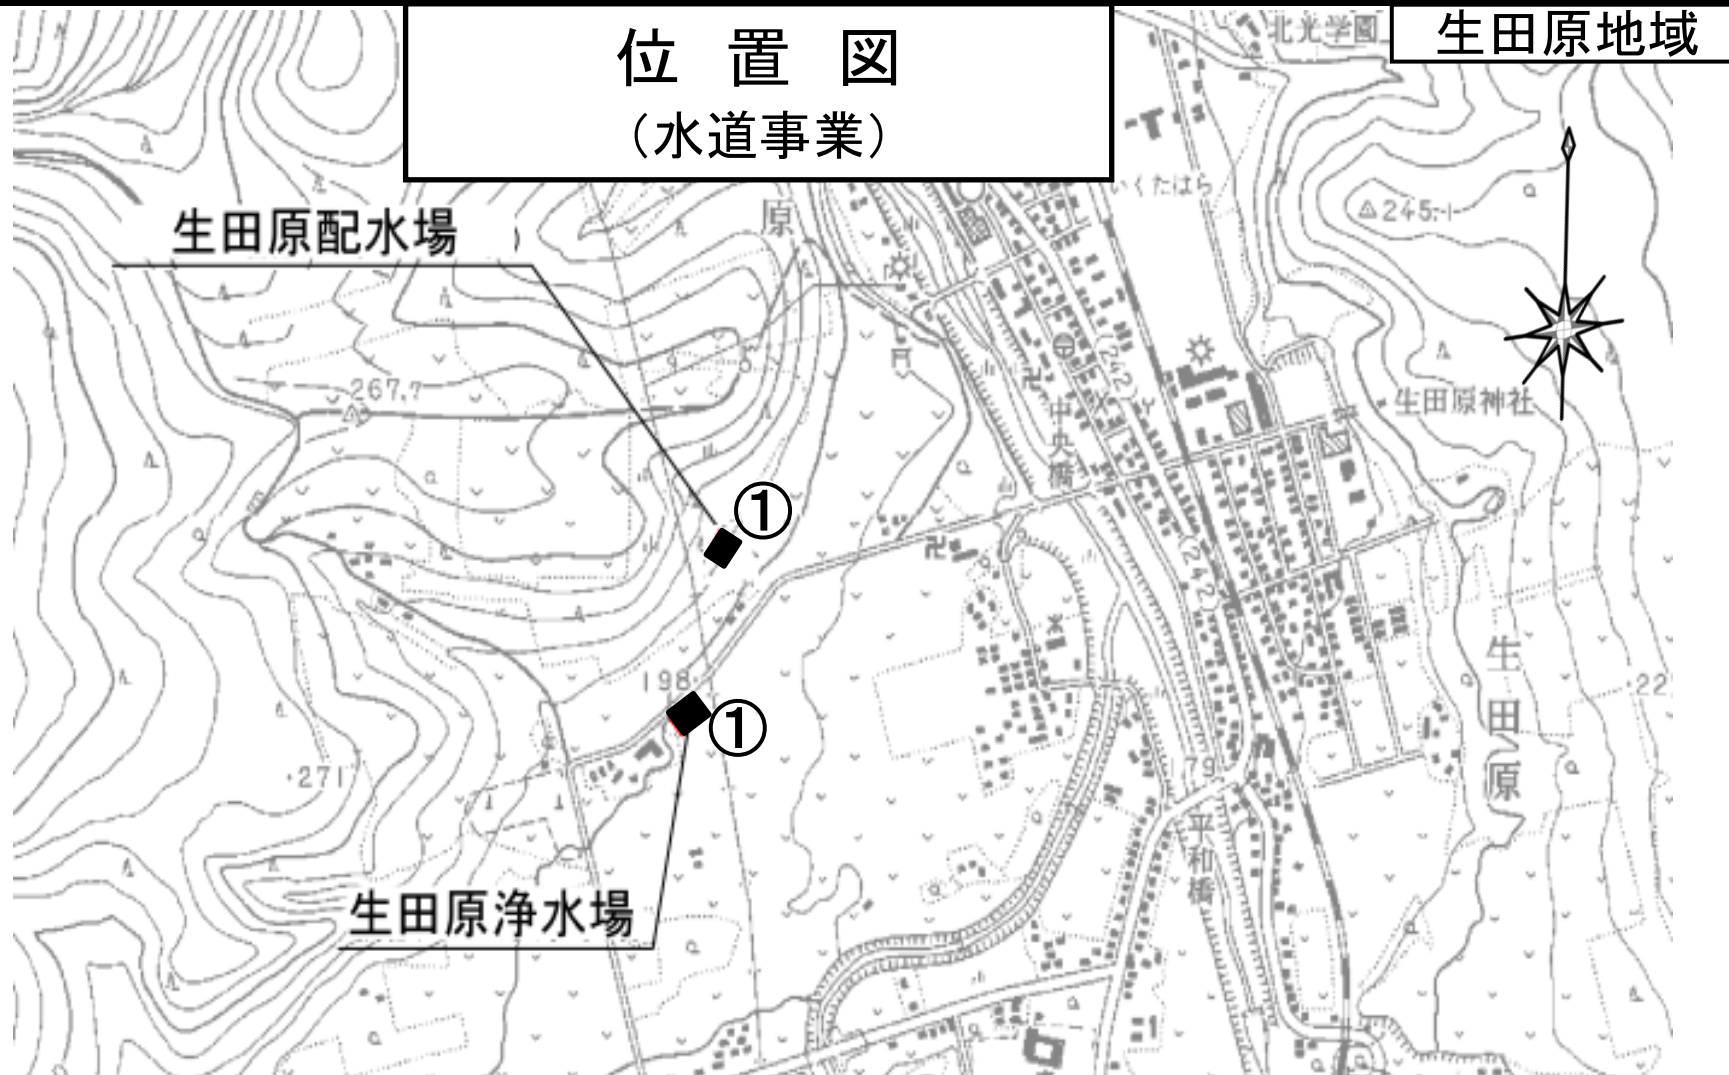 位置図
（水道事業）
生田原地域
北光学園
いくたはら
生田原配水場
原
245.1
267.7
242
中央橋
生田原神社
①
242
198
①
271
生田原
22
179
平和橋
生田原浄水場